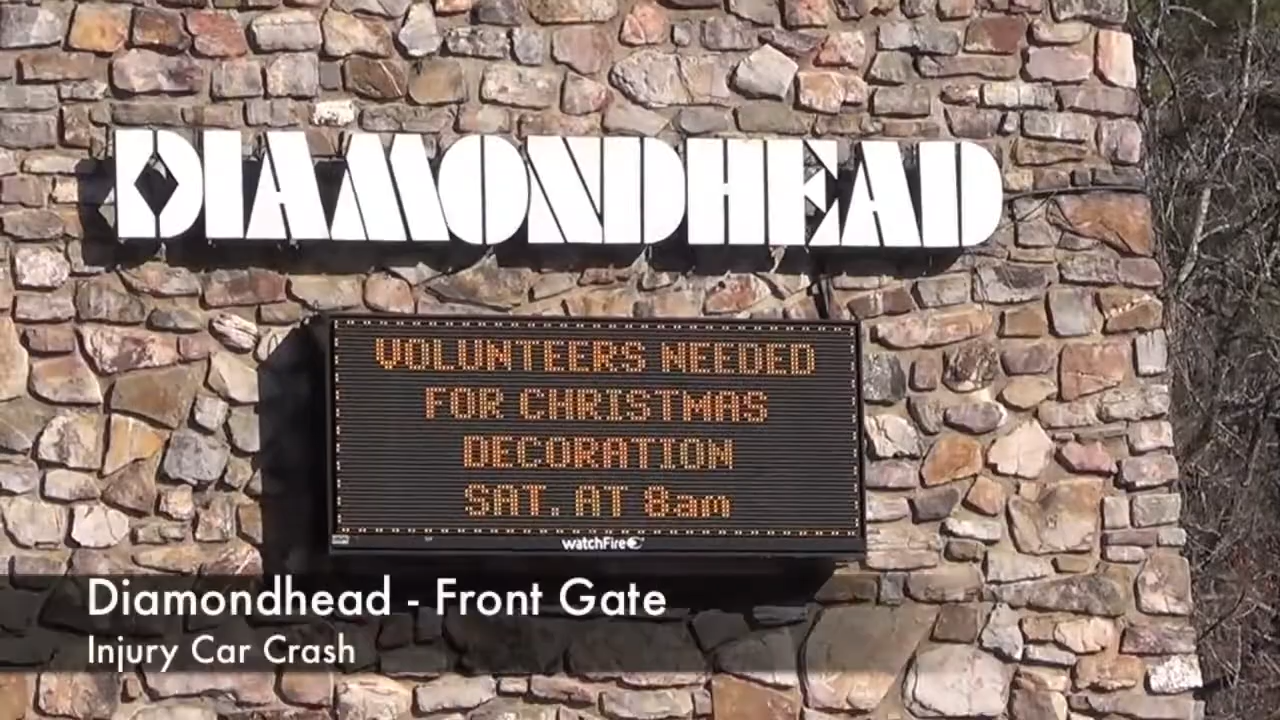 DIAMONDHEAD
VOLUNTEERS NEEDED
FOR CHRISTMAS
DECORATION
SAT. AT 8am
watchFire
Diamondhead - Front Gate
Injury Car Crash